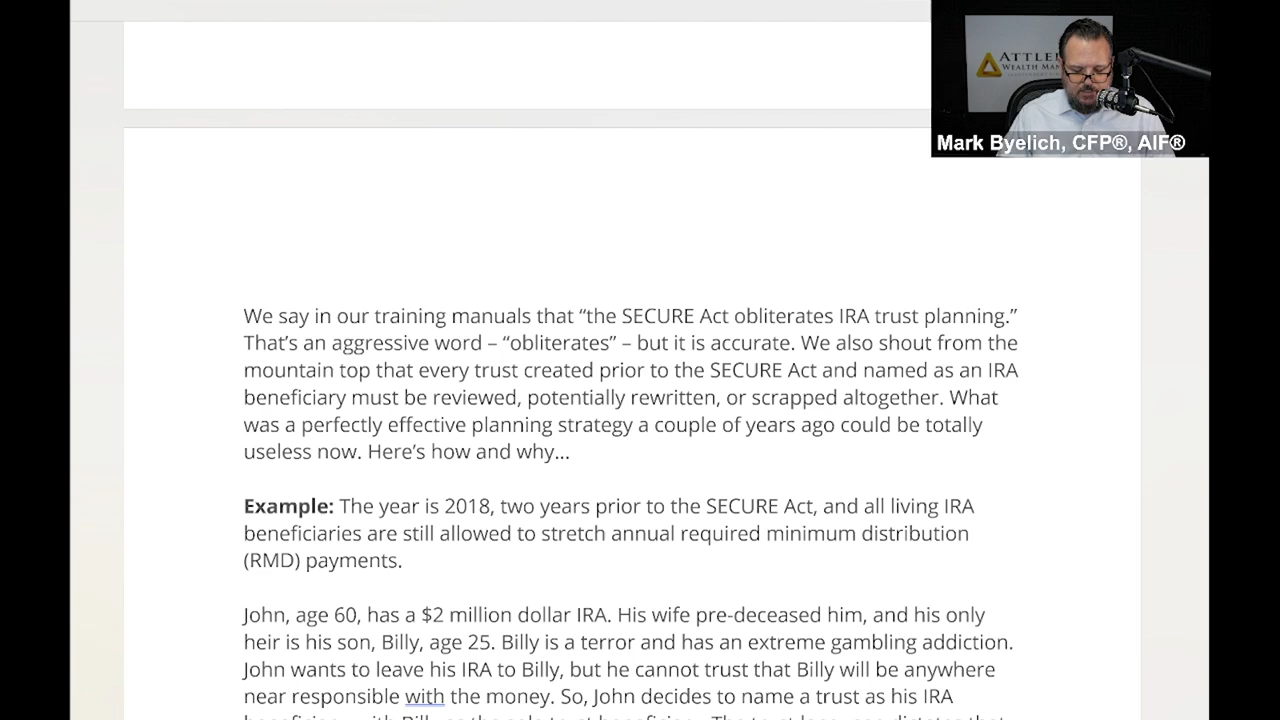 ATTLE
WEALTH MAN
Mark Byelich, CFP®, AIF®
We say in our training manuals that “the SECURE Act obliterates IRA trust planning.”
That’s an aggressive word – “obliterates” – but it is accurate. We also shout from the
mountain top that every trust created prior to the SECURE Act and named as an IRA
beneficiary must be reviewed, potentially rewritten, or scrapped altogether. What
was a perfectly effective planning strategy a couple of years ago could be totally
useless now. Here’s how and why...
Example: The year is 2018, two years prior to the SECURE Act, and all living IRA
beneficiaries are still allowed to stretch annual required minimum distribution
(RMD) payments.
John, age 60, has a $2 million dollar IRA. His wife pre-deceased him, and his only
heir is his son, Billy, age 25. Billy is a terror and has an extreme gambling addiction.
John wants to leave his IRA to Billy, but he cannot trust that Billy will be anywhere
near responsible with the money. So, John decides to name a trust as his IRA